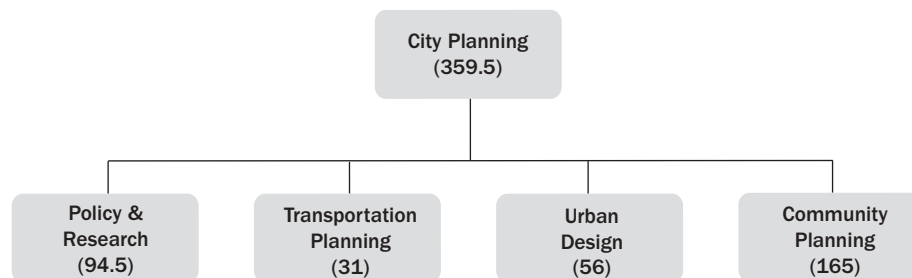 City Planning
(359.5)
Policy &
Research
(94.5)
Transportation
Planning
(31)
Urban
Design
(56)
Community
Planning
(165)